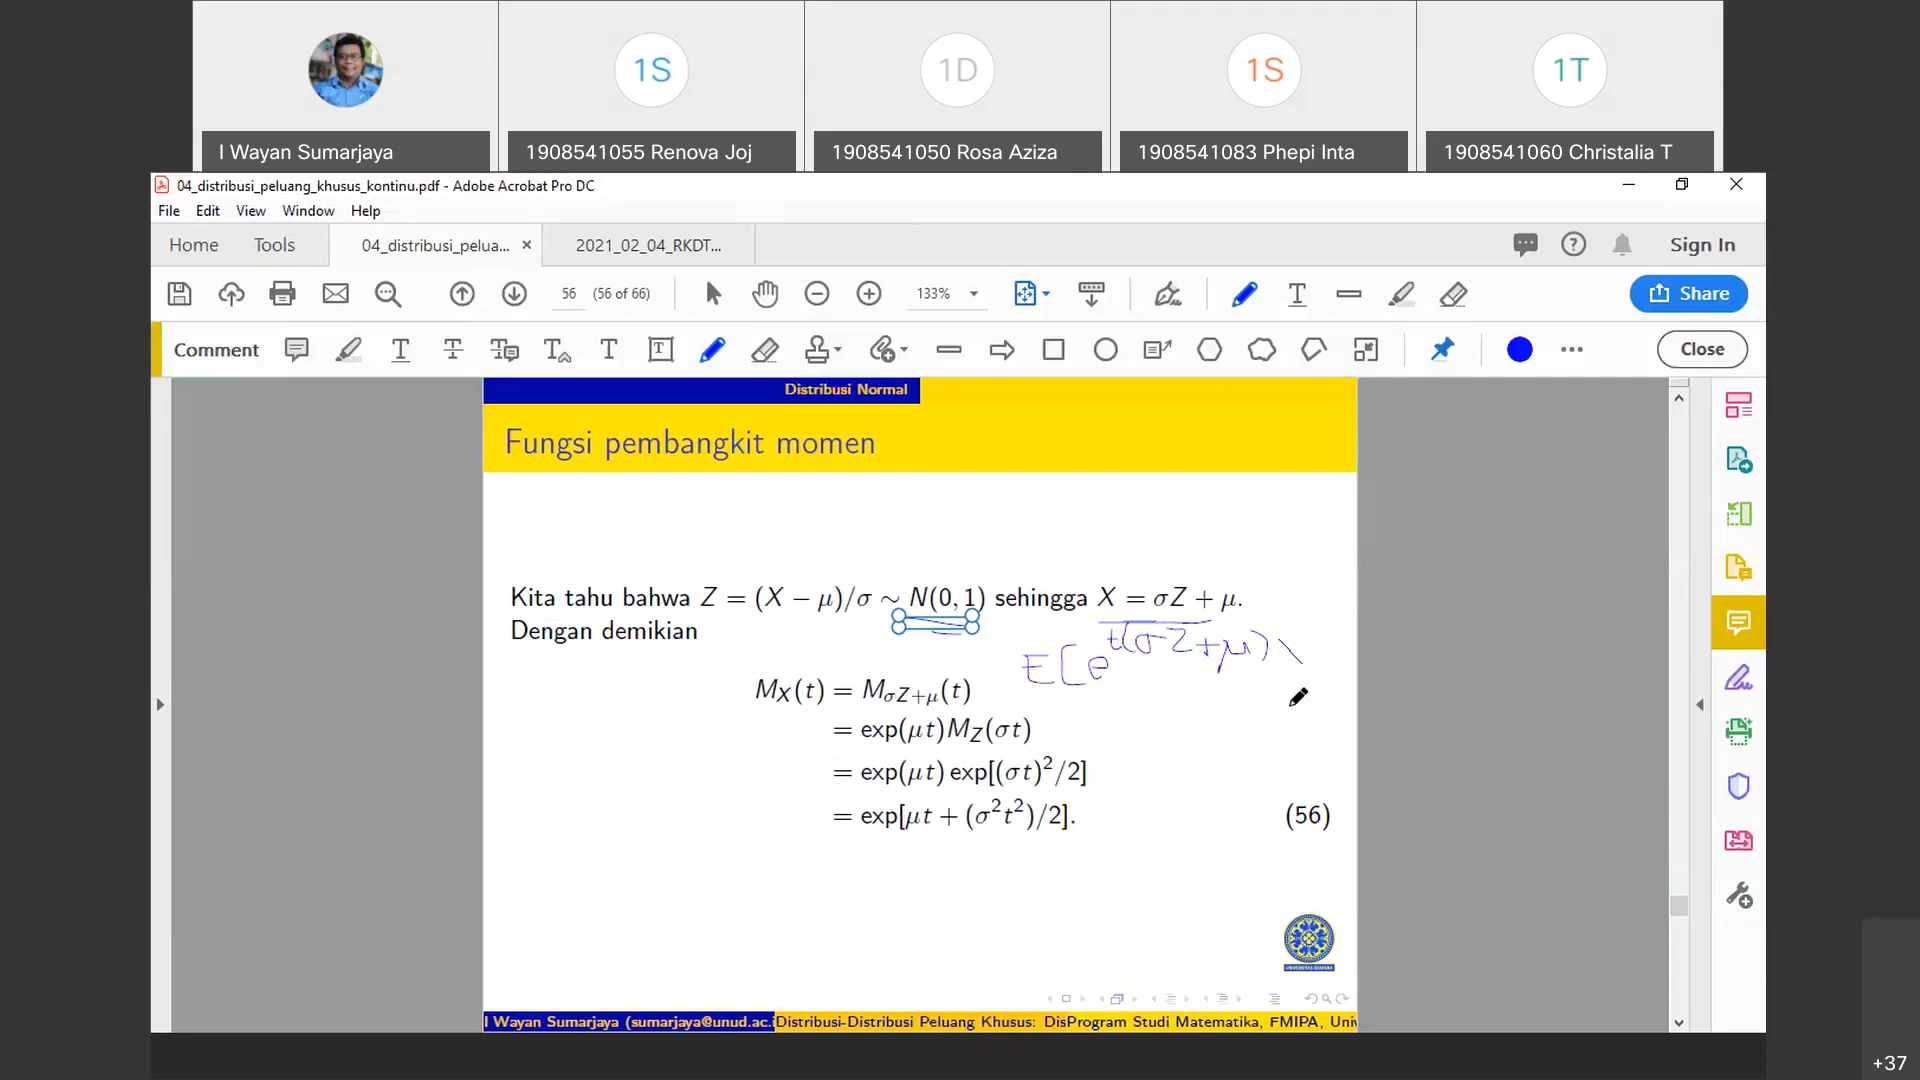 1S
1D
1S
1T
I Wayan Sumarjaya
1908541055 Renova Joj
1908541050 Rosa Aziza
1908541083 Phepi Inta
1908541060 Christalia T
04_distribusi_peluang_khusus_kontinu.pdf - Adobe Acrobat Pro DC
File Edit View Window Help
Home Tools 04_distribusi_pelua... × 2021_02_04_RKDT... Sign In
56 (56 of 66) 133% Share
Comment Close
Distribusi Normal
Fungsi pembangkit momen
Kita tahu bahwa Z = (X − μ)/σ ∼ N(0, 1) sehingga X = σZ + μ.
Dengan demikian
E[e^t(σZ+μ)
M_X(t) = M_{σZ+μ}(t)
= exp(μt)M_Z(σt)
= exp(μt) exp[(σt)²/2]
= exp[μt + (σ²t²)/2]. (56)
UNIVERSITAS UDAYANA
I Wayan Sumarjaya (sumarjaya@unud.ac.i Distribusi-Distribusi Peluang Khusus: Dis Program Studi Matematika, FMIPA, Univ
+37